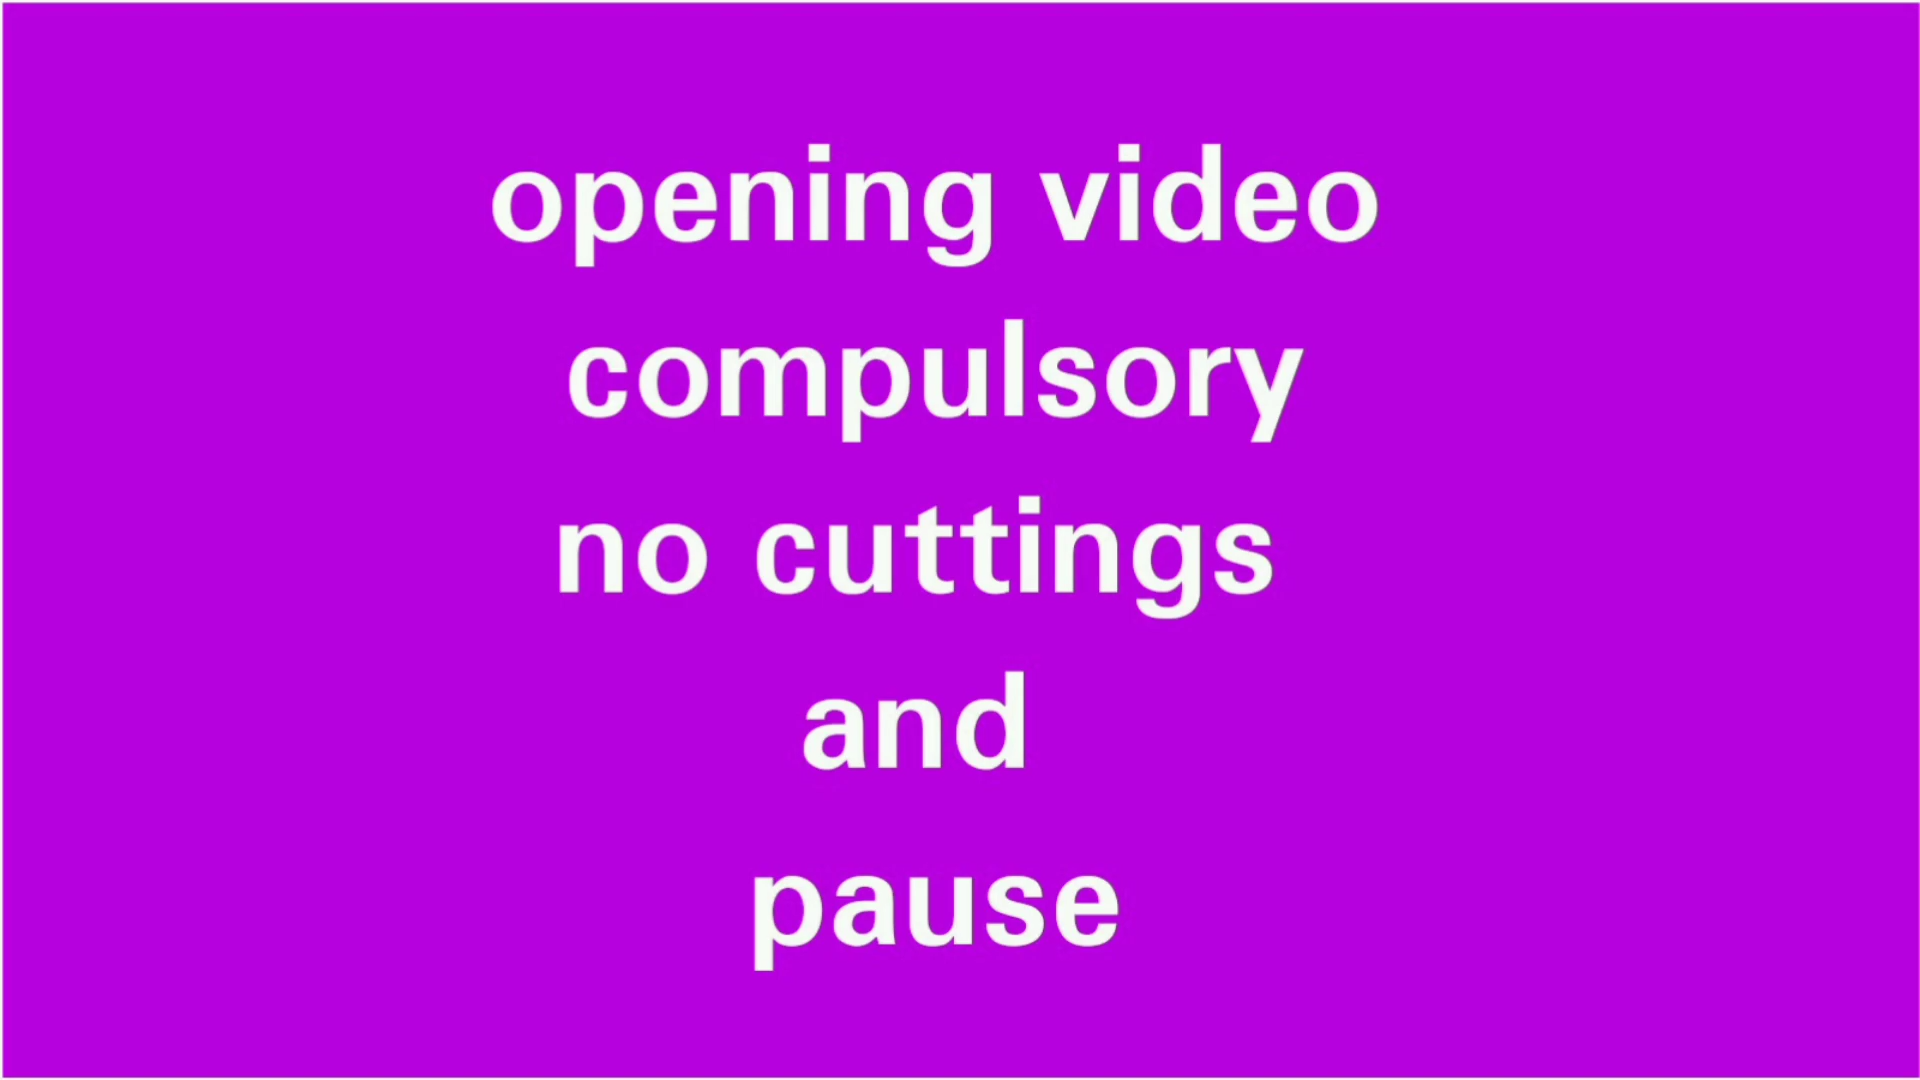 opening video
compulsory
no cuttings
and
pause